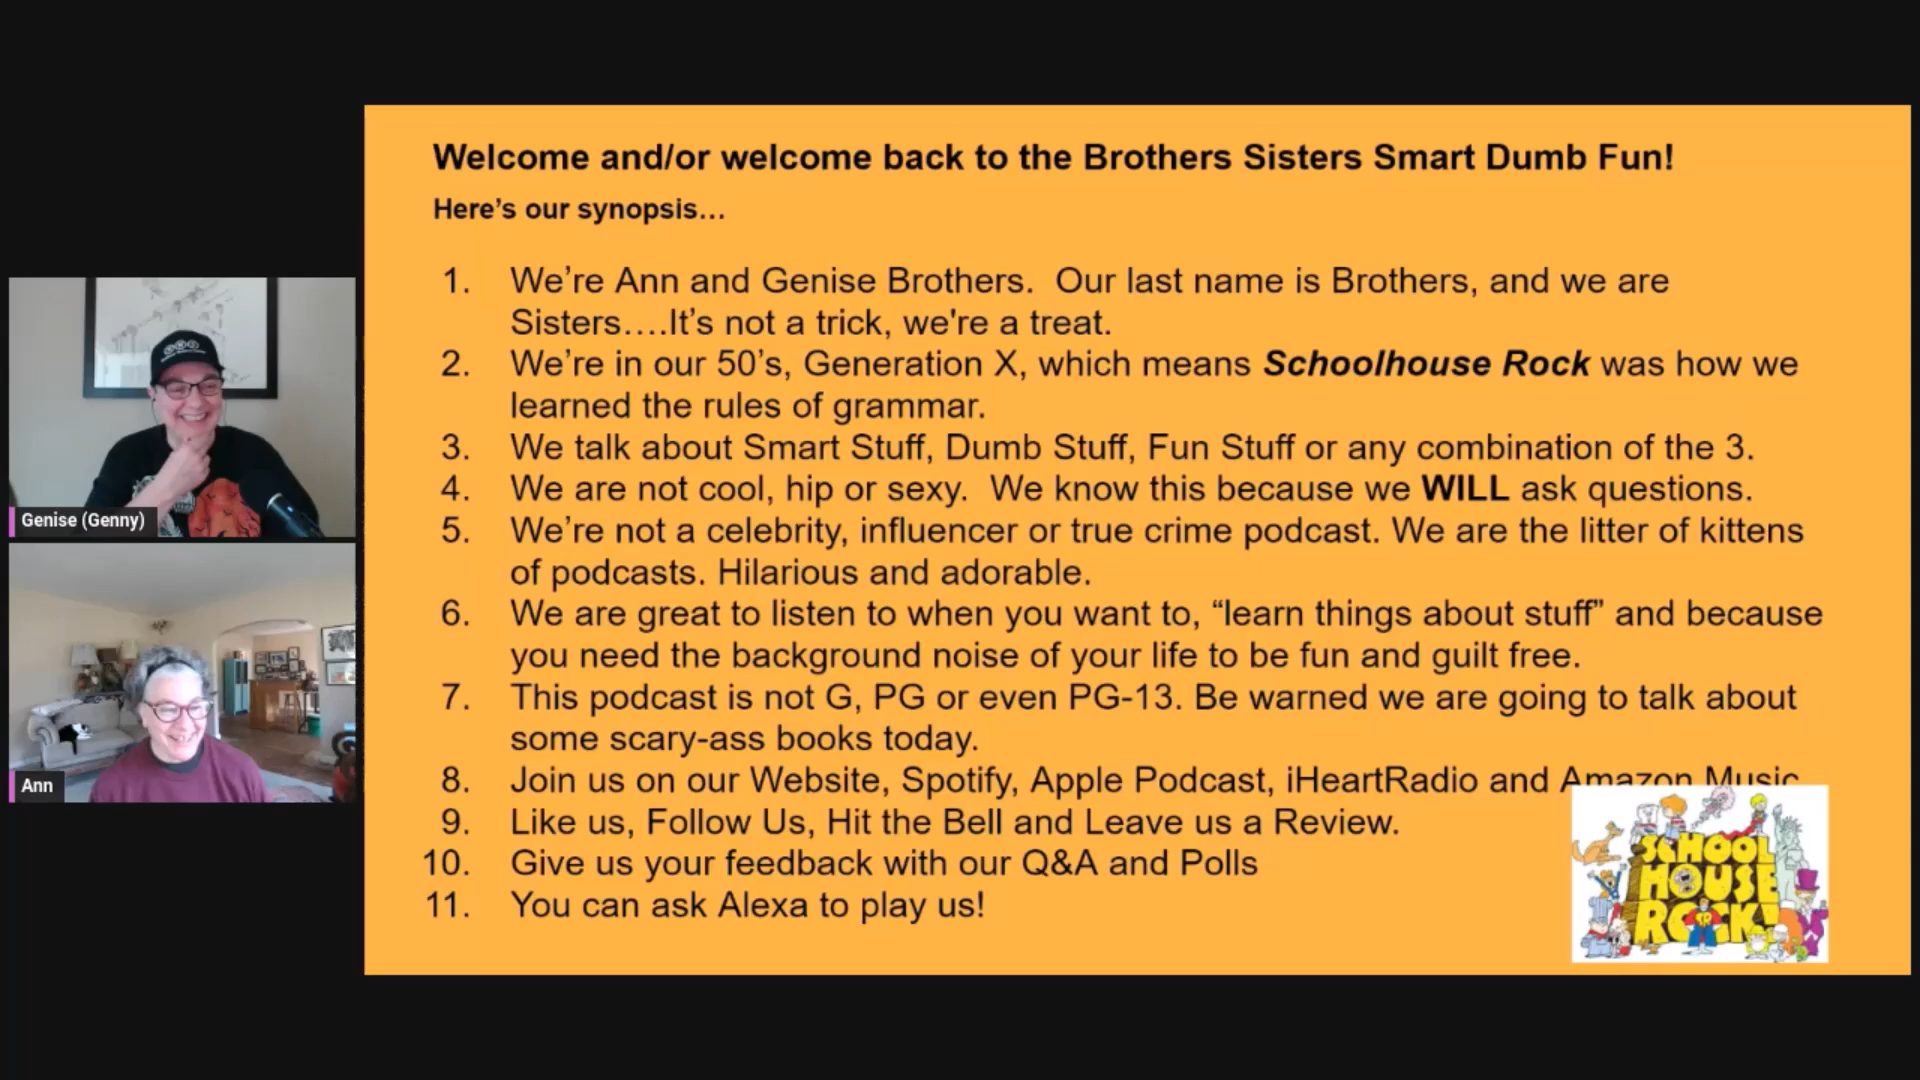 Welcome and/or welcome back to the Brothers Sisters Smart Dumb Fun!
Here’s our synopsis…
1. We’re Ann and Genise Brothers.  Our last name is Brothers, and we are
Sisters….It’s not a trick, we're a treat.
2. We’re in our 50’s, Generation X, which means Schoolhouse Rock was how we
learned the rules of grammar.
3. We talk about Smart Stuff, Dumb Stuff, Fun Stuff or any combination of the 3.
4. We are not cool, hip or sexy.  We know this because we WILL ask questions.
5. We’re not a celebrity, influencer or true crime podcast. We are the litter of kittens
of podcasts. Hilarious and adorable.
6. We are great to listen to when you want to, “learn things about stuff” and because
you need the background noise of your life to be fun and guilt free.
7. This podcast is not G, PG or even PG-13. Be warned we are going to talk about
some scary-ass books today.
8. Join us on our Website, Spotify, Apple Podcast, iHeartRadio and Amazon Music
9. Like us, Follow Us, Hit the Bell and Leave us a Review.
10. Give us your feedback with our Q&A and Polls
11. You can ask Alexa to play us!
SCHOOL
HOUSE
ROCK!
Genise (Genny)
Ann